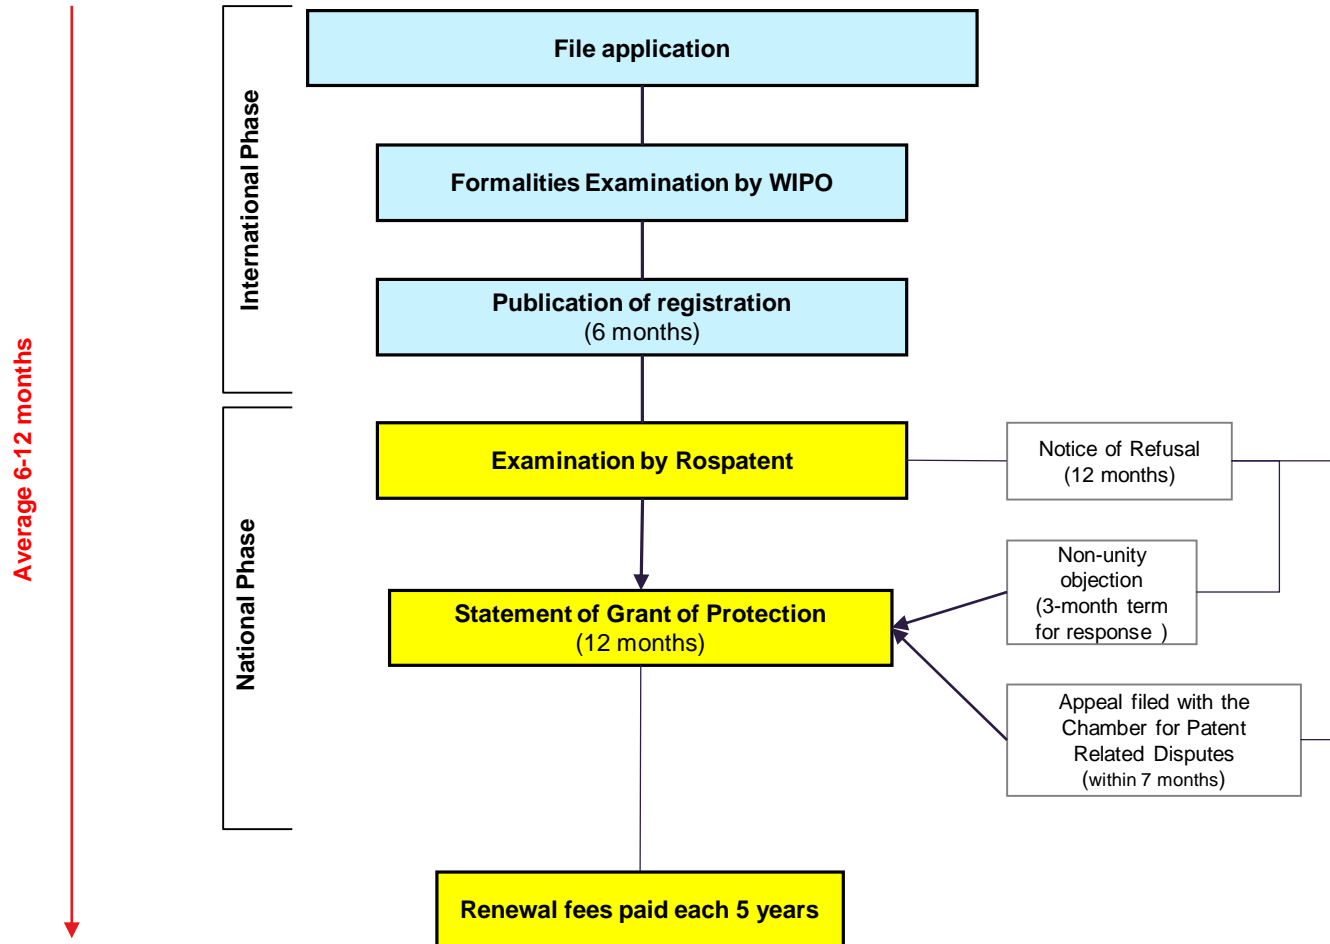 File application
International Phase
Formalities Examination by WIPO
Publication of registration
(6 months)
Average 6-12 months
National Phase
Examination by Rospatent
Notice of Refusal
(12 months)
Non-unity
objection
(3-month term
for response )
Statement of Grant of Protection
(12 months)
Appeal filed with the
Chamber for Patent
Related Disputes
(within 7 months)
Renewal fees paid each 5 years